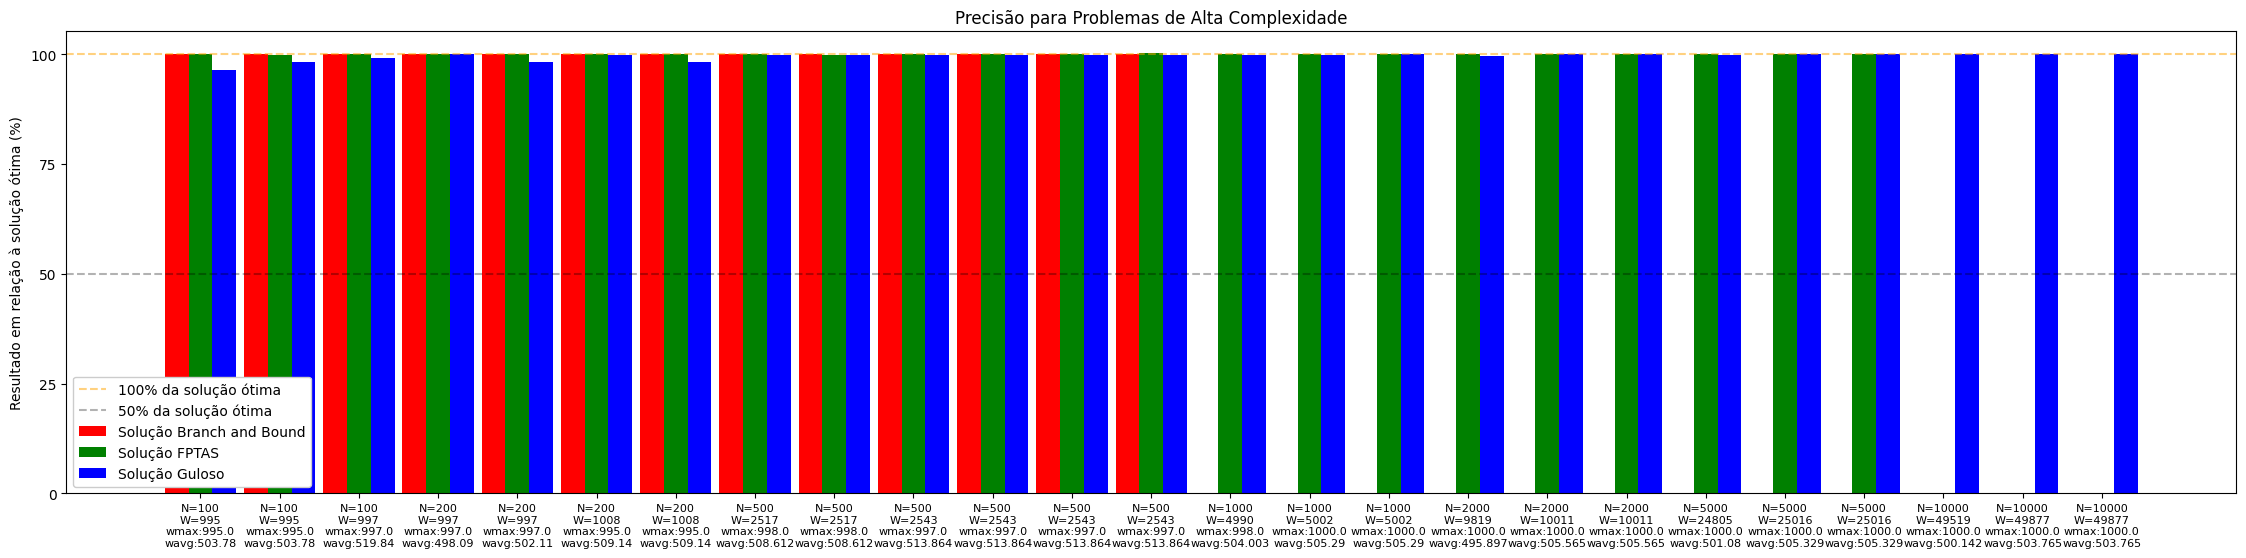 Precisão para Problemas de Alta Complexidade
Resultado em relação à solução ótima (%)
100
75
50
25
0
100% da solução ótima
50% da solução ótima
Solução Branch and Bound
Solução FPTAS
Solução Guloso
N=100 N=100 N=100 N=200 N=200 N=200 N=200 N=500 N=500 N=500 N=500 N=500 N=500 N=1000 N=1000 N=1000 N=2000 N=2000 N=2000 N=5000 N=5000 N=5000 N=10000 N=10000 N=10000
W=995 W=995 W=997 W=997 W=997 W=1008 W=1008 W=2517 W=2517 W=2543 W=2543 W=2543 W=2543 W=4990 W=5002 W=5002 W=9819 W=10011 W=10011 W=24805 W=25016 W=25016 W=49519 W=49877 W=49877
wmax:995.0 wmax:995.0 wmax:997.0 wmax:997.0 wmax:997.0 wmax:995.0 wmax:995.0 wmax:998.0 wmax:998.0 wmax:997.0 wmax:997.0 wmax:997.0 wmax:997.0 wmax:998.0 wmax:1000.0 wmax:1000.0 wmax:1000.0 wmax:1000.0 wmax:1000.0 wmax:1000.0 wmax:1000.0 wmax:1000.0 wmax:1000.0 wmax:1000.0 wmax:1000.0
wavg:503.78 wavg:503.78 wavg:519.84 wavg:498.09 wavg:502.11 wavg:509.14 wavg:509.14 wavg:508.612 wavg:508.612 wavg:513.864 wavg:513.864 wavg:513.864 wavg:513.864 wavg:504.003 wavg:505.29 wavg:505.29 wavg:495.897 wavg:505.565 wavg:505.565 wavg:501.08 wavg:505.329 wavg:505.329 wavg:500.142 wavg:503.765 wavg:503.765